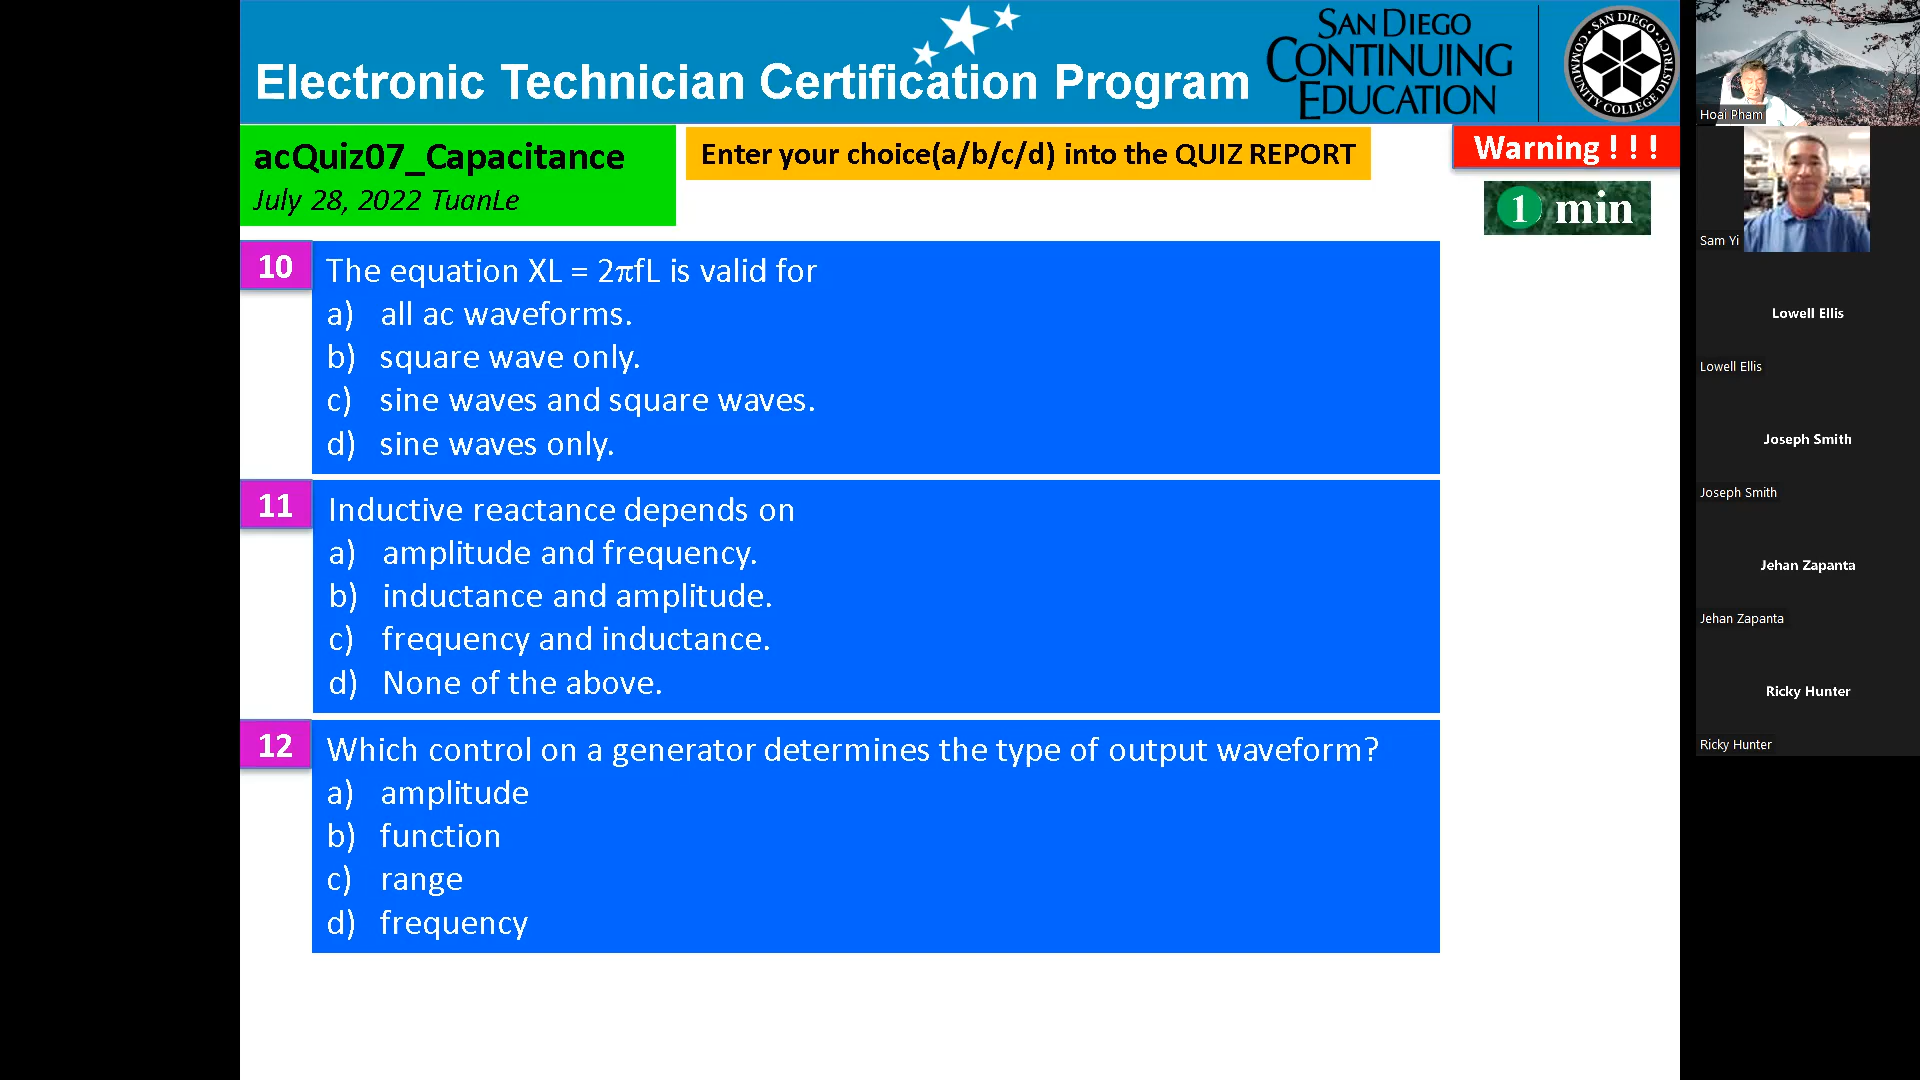 Electronic Technician Certification Program
SAN DIEGO
CONTINUING
EDUCATION
SAN DIEGO
COMMUNITY COLLEGE DISTRICT
acQuiz07_Capacitance
July 28, 2022 TuanLe
Enter your choice(a/b/c/d) into the QUIZ REPORT
Warning ! ! !
1 min
10
The equation XL = 2πfL is valid for
a) all ac waveforms.
b) square wave only.
c) sine waves and square waves.
d) sine waves only.
11
Inductive reactance depends on
a) amplitude and frequency.
b) inductance and amplitude.
c) frequency and inductance.
d) None of the above.
12
Which control on a generator determines the type of output waveform?
a) amplitude
b) function
c) range
d) frequency
Hoai Pham
Sam Yi
Lowell Ellis
Lowell Ellis
Joseph Smith
Joseph Smith
Jehan Zapanta
Jehan Zapanta
Ricky Hunter
Ricky Hunter